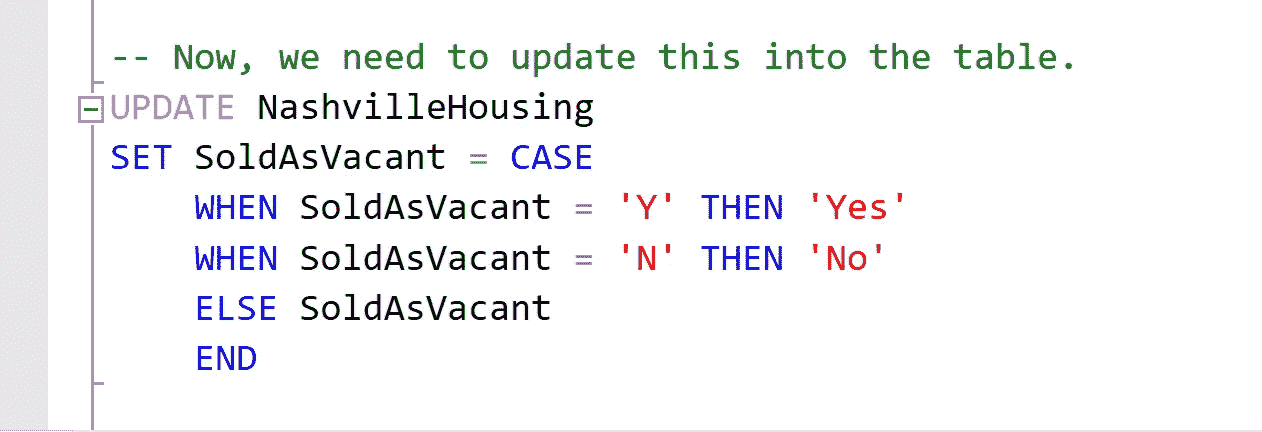 -- Now, we need to update this into the table.
UPDATE NashvilleHousing
SET SoldAsVacant = CASE
WHEN SoldAsVacant = 'Y' THEN 'Yes'
WHEN SoldAsVacant = 'N' THEN 'No'
ELSE SoldAsVacant
END